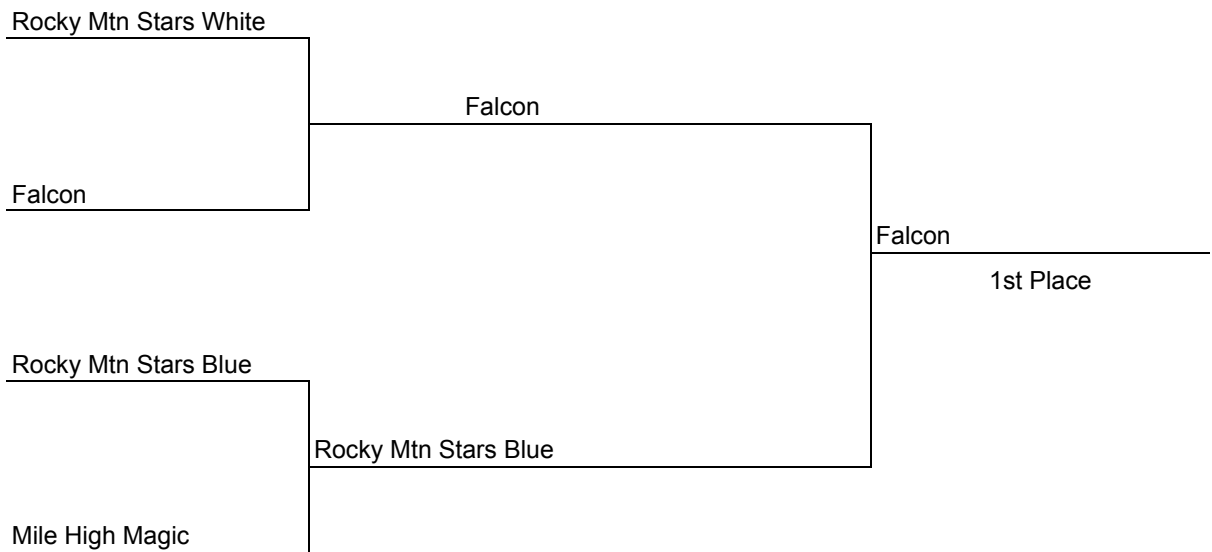 Rocky Mtn Stars White
Falcon
Falcon
Falcon
1st Place
Rocky Mtn Stars Blue
Rocky Mtn Stars Blue
Mile High Magic